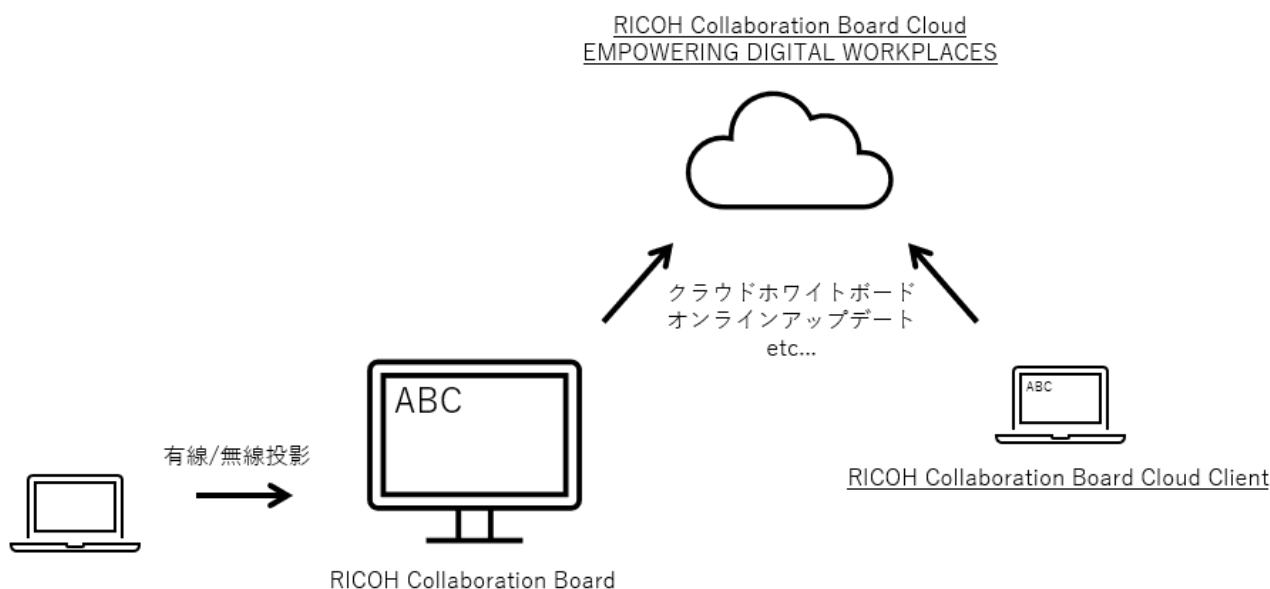 RICOH Collaboration Board Cloud
EMPOWERING DIGITAL WORKPLACES
クラウドホワイトボード
オンラインアップデート
etc...
ABC
ABC
有線/無線投影
RICOH Collaboration Board Cloud Client
RICOH Collaboration Board